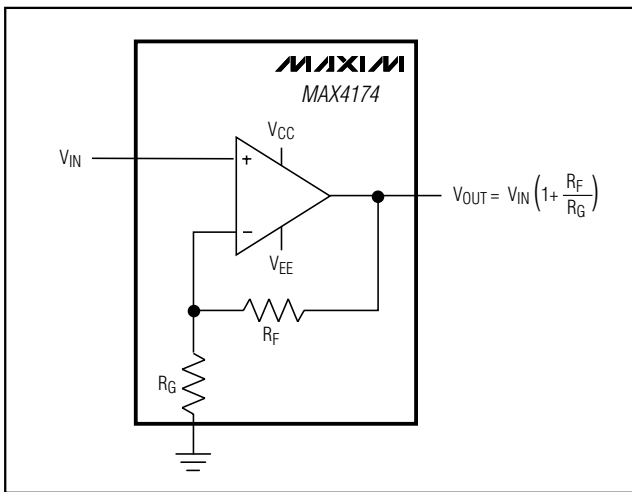 MAXIM
MAX4174
VCC
VIN
+
VOUT = VIN (1+ RF/RG)
−
VEE
RF
RG